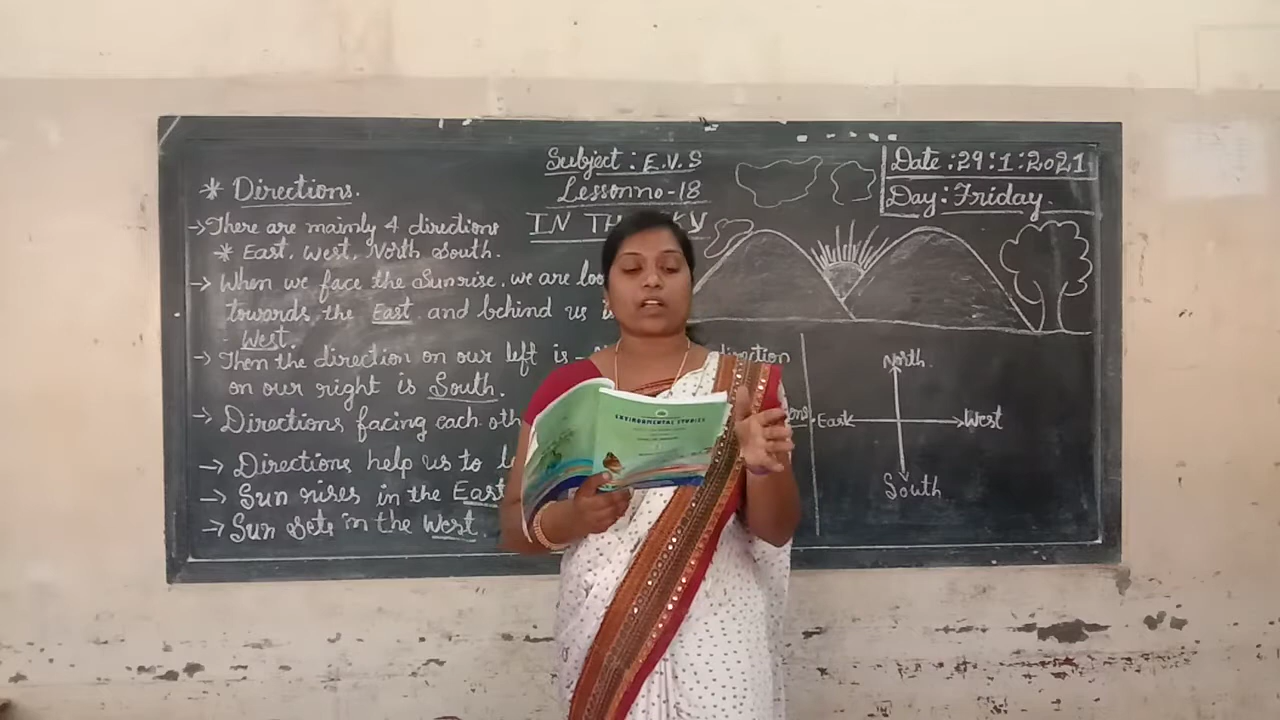 Subject : E.V.S
Lesson no - 18
IN TH KY
Date : 29 : 1 : 2021
Day : Friday.
* Directions.
→ There are mainly 4 directions
* East, West, North South.
→ When we face the Sunrise, we are loo
towards the East and behind us i
West.
→ Then the direction on our left is - direction
on our right is South.
→ Directions facing each oth ons
→ Directions help us to l
→ Sun rises in the East
→ Sun sets in the West.
North.
East West
South
ENVIRONMENTAL STUDIES